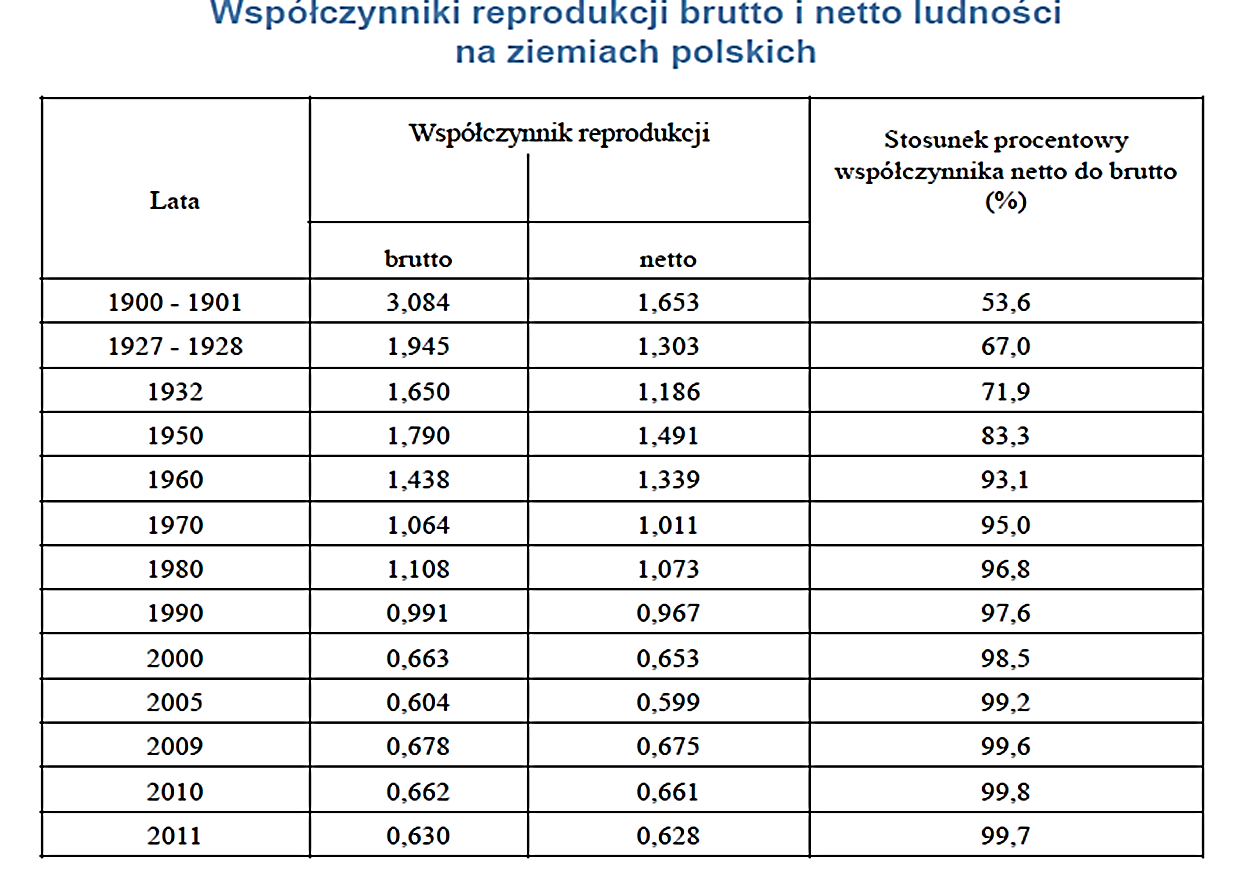 Współczynniki reprodukcji brutto i netto ludności
na ziemiach polskich
Lata
Współczynnik reprodukcji
Stosunek procentowy
współczynnika netto do brutto
(%)
brutto netto
1900 - 1901 3,084 1,653 53,6
1927 - 1928 1,945 1,303 67,0
1932 1,650 1,186 71,9
1950 1,790 1,491 83,3
1960 1,438 1,339 93,1
1970 1,064 1,011 95,0
1980 1,108 1,073 96,8
1990 0,991 0,967 97,6
2000 0,663 0,653 98,5
2005 0,604 0,599 99,2
2009 0,678 0,675 99,6
2010 0,662 0,661 99,8
2011 0,630 0,628 99,7